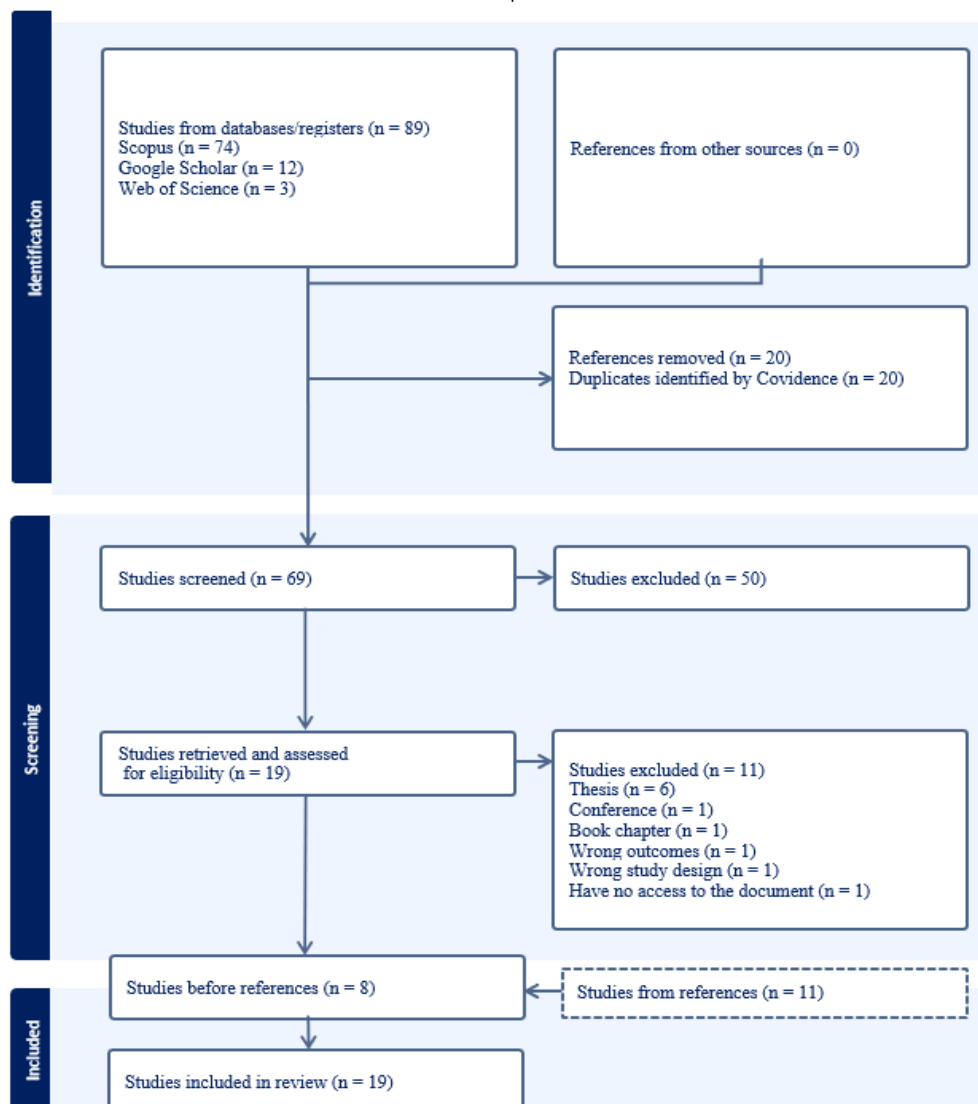 Identification
Studies from databases/registers (n = 89)
Scopus (n = 74)
Google Scholar (n = 12)
Web of Science (n = 3)
References from other sources (n = 0)
References removed (n = 20)
Duplicates identified by Covidence (n = 20)
Screening
Studies screened (n = 69)
Studies excluded (n = 50)
Studies retrieved and assessed
for eligibility (n = 19)
Studies excluded (n = 11)
Thesis (n = 6)
Conference (n = 1)
Book chapter (n = 1)
Wrong outcomes (n = 1)
Wrong study design (n = 1)
Have no access to the document (n = 1)
Included
Studies before references (n = 8)
Studies from references (n = 11)
Studies included in review (n = 19)